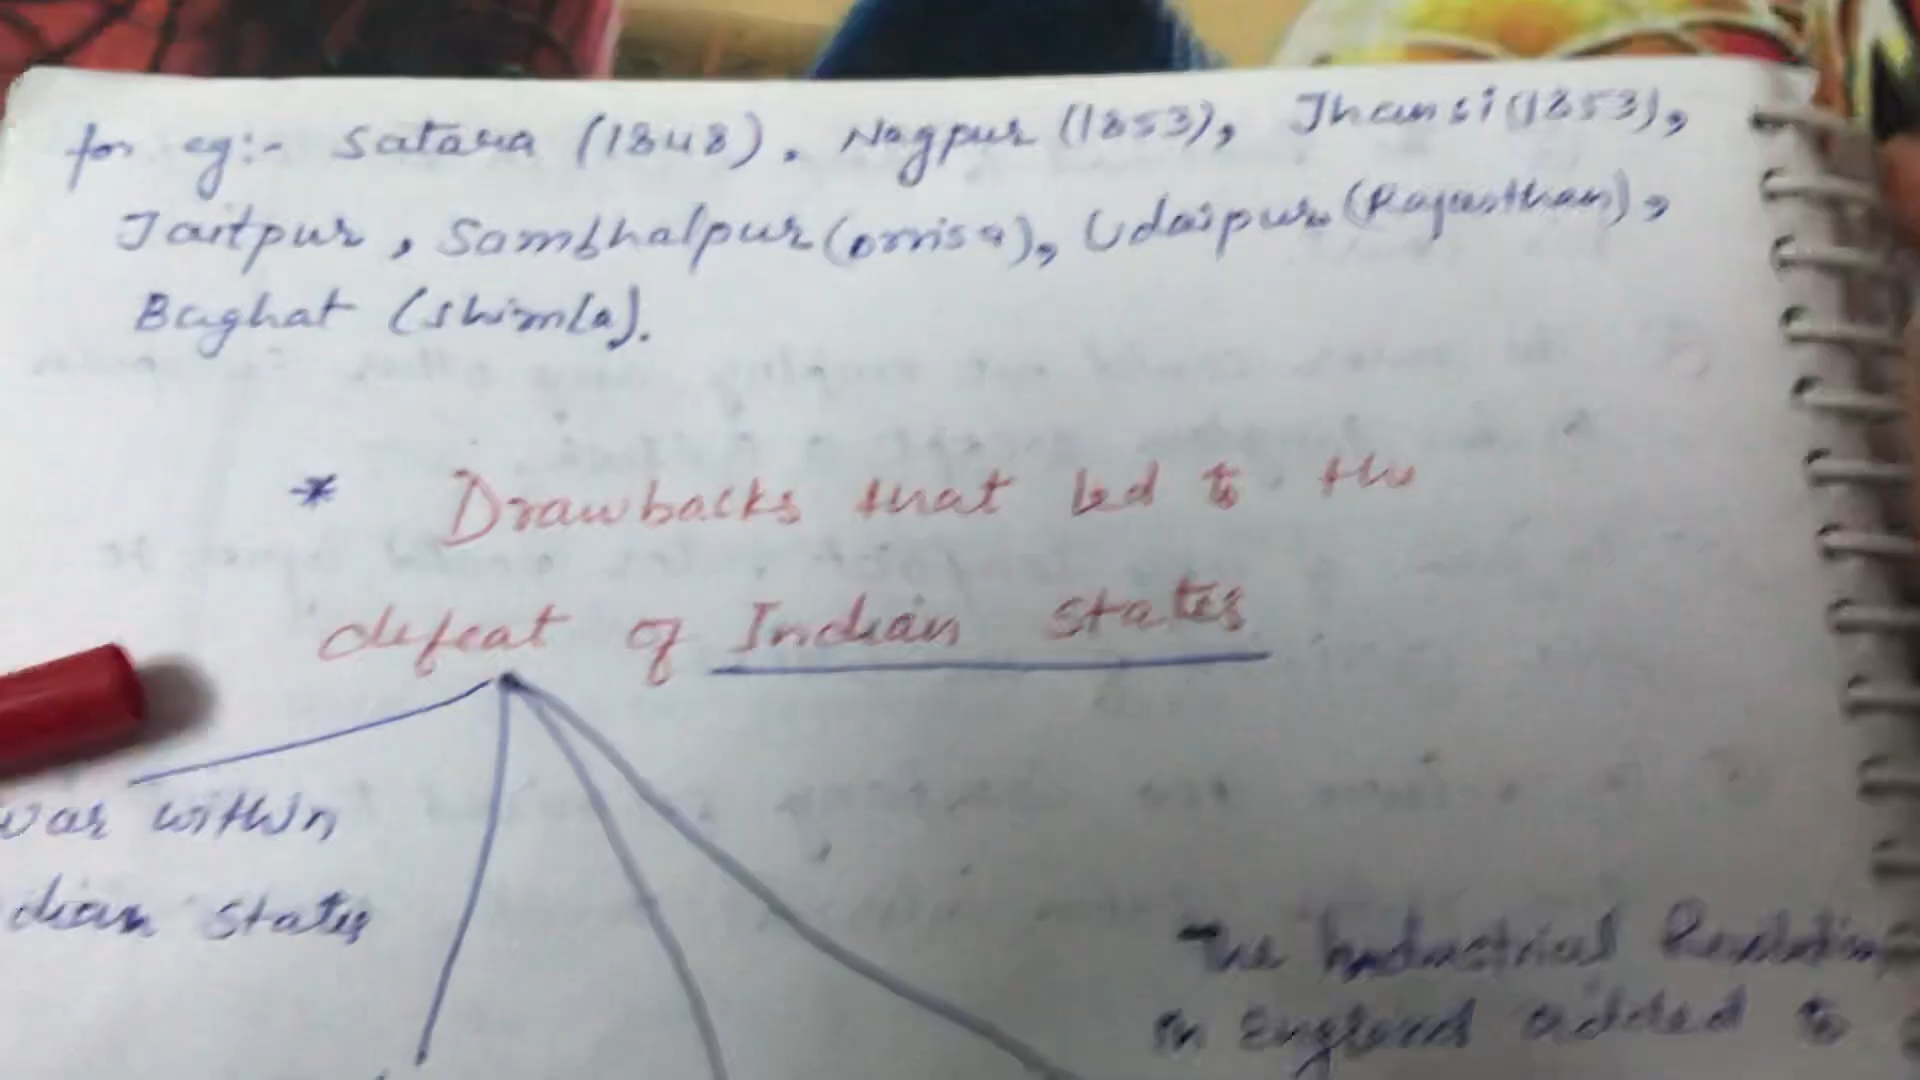 for eg:- Satara (1848), Nagpur (1853), Jhansi (1853),
Jaitpur, Sambhalpur (Orrisa), Udaipur (Rajasthan),
Baghat (Shimla).
* Drawbacks that led to the
defeat of Indian states
war within
dian states
The Industrial Revolution
in England added to